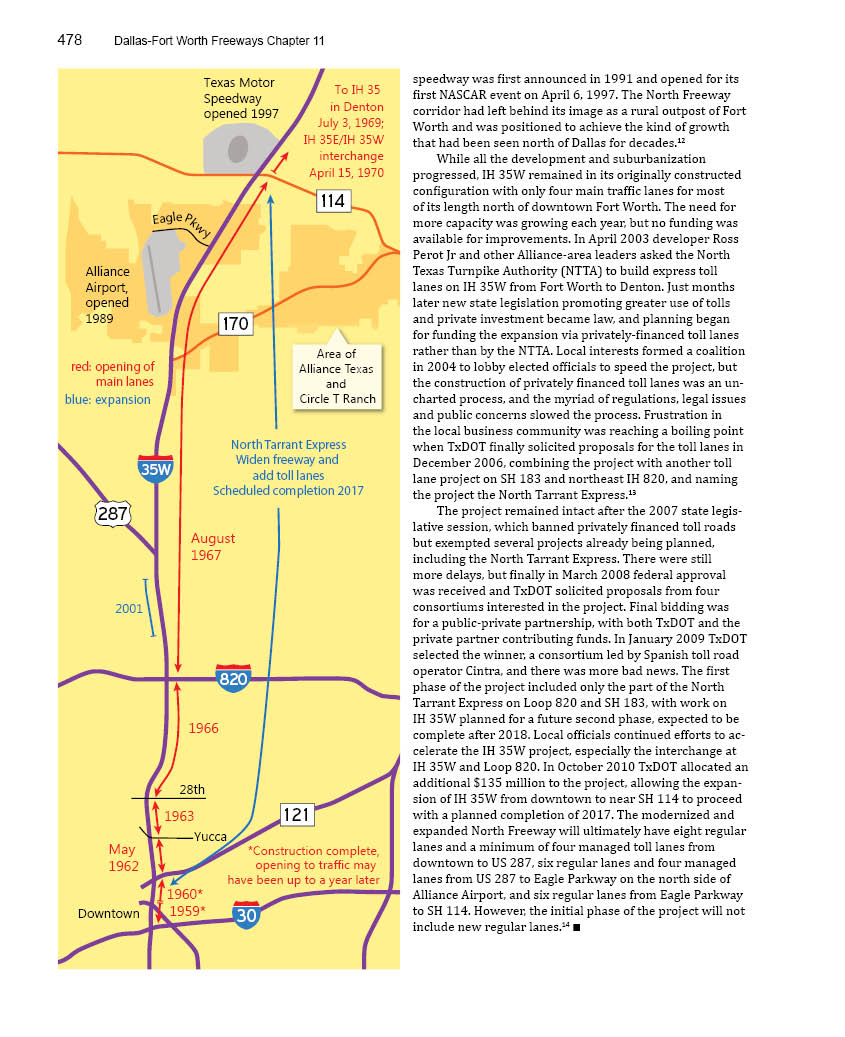 478 Dallas-Fort Worth Freeways Chapter 11
Texas Motor
Speedway
opened 1997
To IH 35
in Denton
July 3, 1969;
IH 35E/IH 35W
interchange
April 15, 1970
114
Eagle Pkwy
Alliance
Airport,
opened
1989
170
Area of
Alliance Texas
and
Circle T Ranch
red: opening of
main lanes
blue: expansion
North Tarrant Express
Widen freeway and
add toll lanes
Scheduled completion 2017
35W
287
August
1967
2001
820
1966
28th
1963
121
Yucca
May
1962
*Construction complete,
opening to traffic may
have been up to a year later
1960*
1959*
Downtown
30
speedway was first announced in 1991 and opened for its
first NASCAR event on April 6, 1997. The North Freeway
corridor had left behind its image as a rural outpost of Fort
Worth and was positioned to achieve the kind of growth
that had been seen north of Dallas for decades.¹²
While all the development and suburbanization
progressed, IH 35W remained in its originally constructed
configuration with only four main traffic lanes for most
of its length north of downtown Fort Worth. The need for
more capacity was growing each year, but no funding was
available for improvements. In April 2003 developer Ross
Perot Jr and other Alliance-area leaders asked the North
Texas Turnpike Authority (NTTA) to build express toll
lanes on IH 35W from Fort Worth to Denton. Just months
later new state legislation promoting greater use of tolls
and private investment became law, and planning began
for funding the expansion via privately-financed toll lanes
rather than by the NTTA. Local interests formed a coalition
in 2004 to lobby elected officials to speed the project, but
the construction of privately financed toll lanes was an un-
charted process, and the myriad of regulations, legal issues
and public concerns slowed the process. Frustration in
the local business community was reaching a boiling point
when TxDOT finally solicited proposals for the toll lanes in
December 2006, combining the project with another toll
lane project on SH 183 and northeast IH 820, and naming
the project the North Tarrant Express.¹³
The project remained intact after the 2007 state legis-
lative session, which banned privately financed toll roads
but exempted several projects already being planned,
including the North Tarrant Express. There were still
more delays, but finally in March 2008 federal approval
was received and TxDOT solicited proposals from four
consortiums interested in the project. Final bidding was
for a public-private partnership, with both TxDOT and the
private partner contributing funds. In January 2009 TxDOT
selected the winner, a consortium led by Spanish toll road
operator Cintra, and there was more bad news. The first
phase of the project included only the part of the North
Tarrant Express on Loop 820 and SH 183, with work on
IH 35W planned for a future second phase, expected to be
complete after 2018. Local officials continued efforts to ac-
celerate the IH 35W project, especially the interchange at
IH 35W and Loop 820. In October 2010 TxDOT allocated an
additional $135 million to the project, allowing the expan-
sion of IH 35W from downtown to near SH 114 to proceed
with a planned completion of 2017. The modernized and
expanded North Freeway will ultimately have eight regular
lanes and a minimum of four managed toll lanes from
downtown to US 287, six regular lanes and four managed
lanes from US 287 to Eagle Parkway on the north side of
Alliance Airport, and six regular lanes from Eagle Parkway
to SH 114. However, the initial phase of the project will not
include new regular lanes.¹⁴ ■